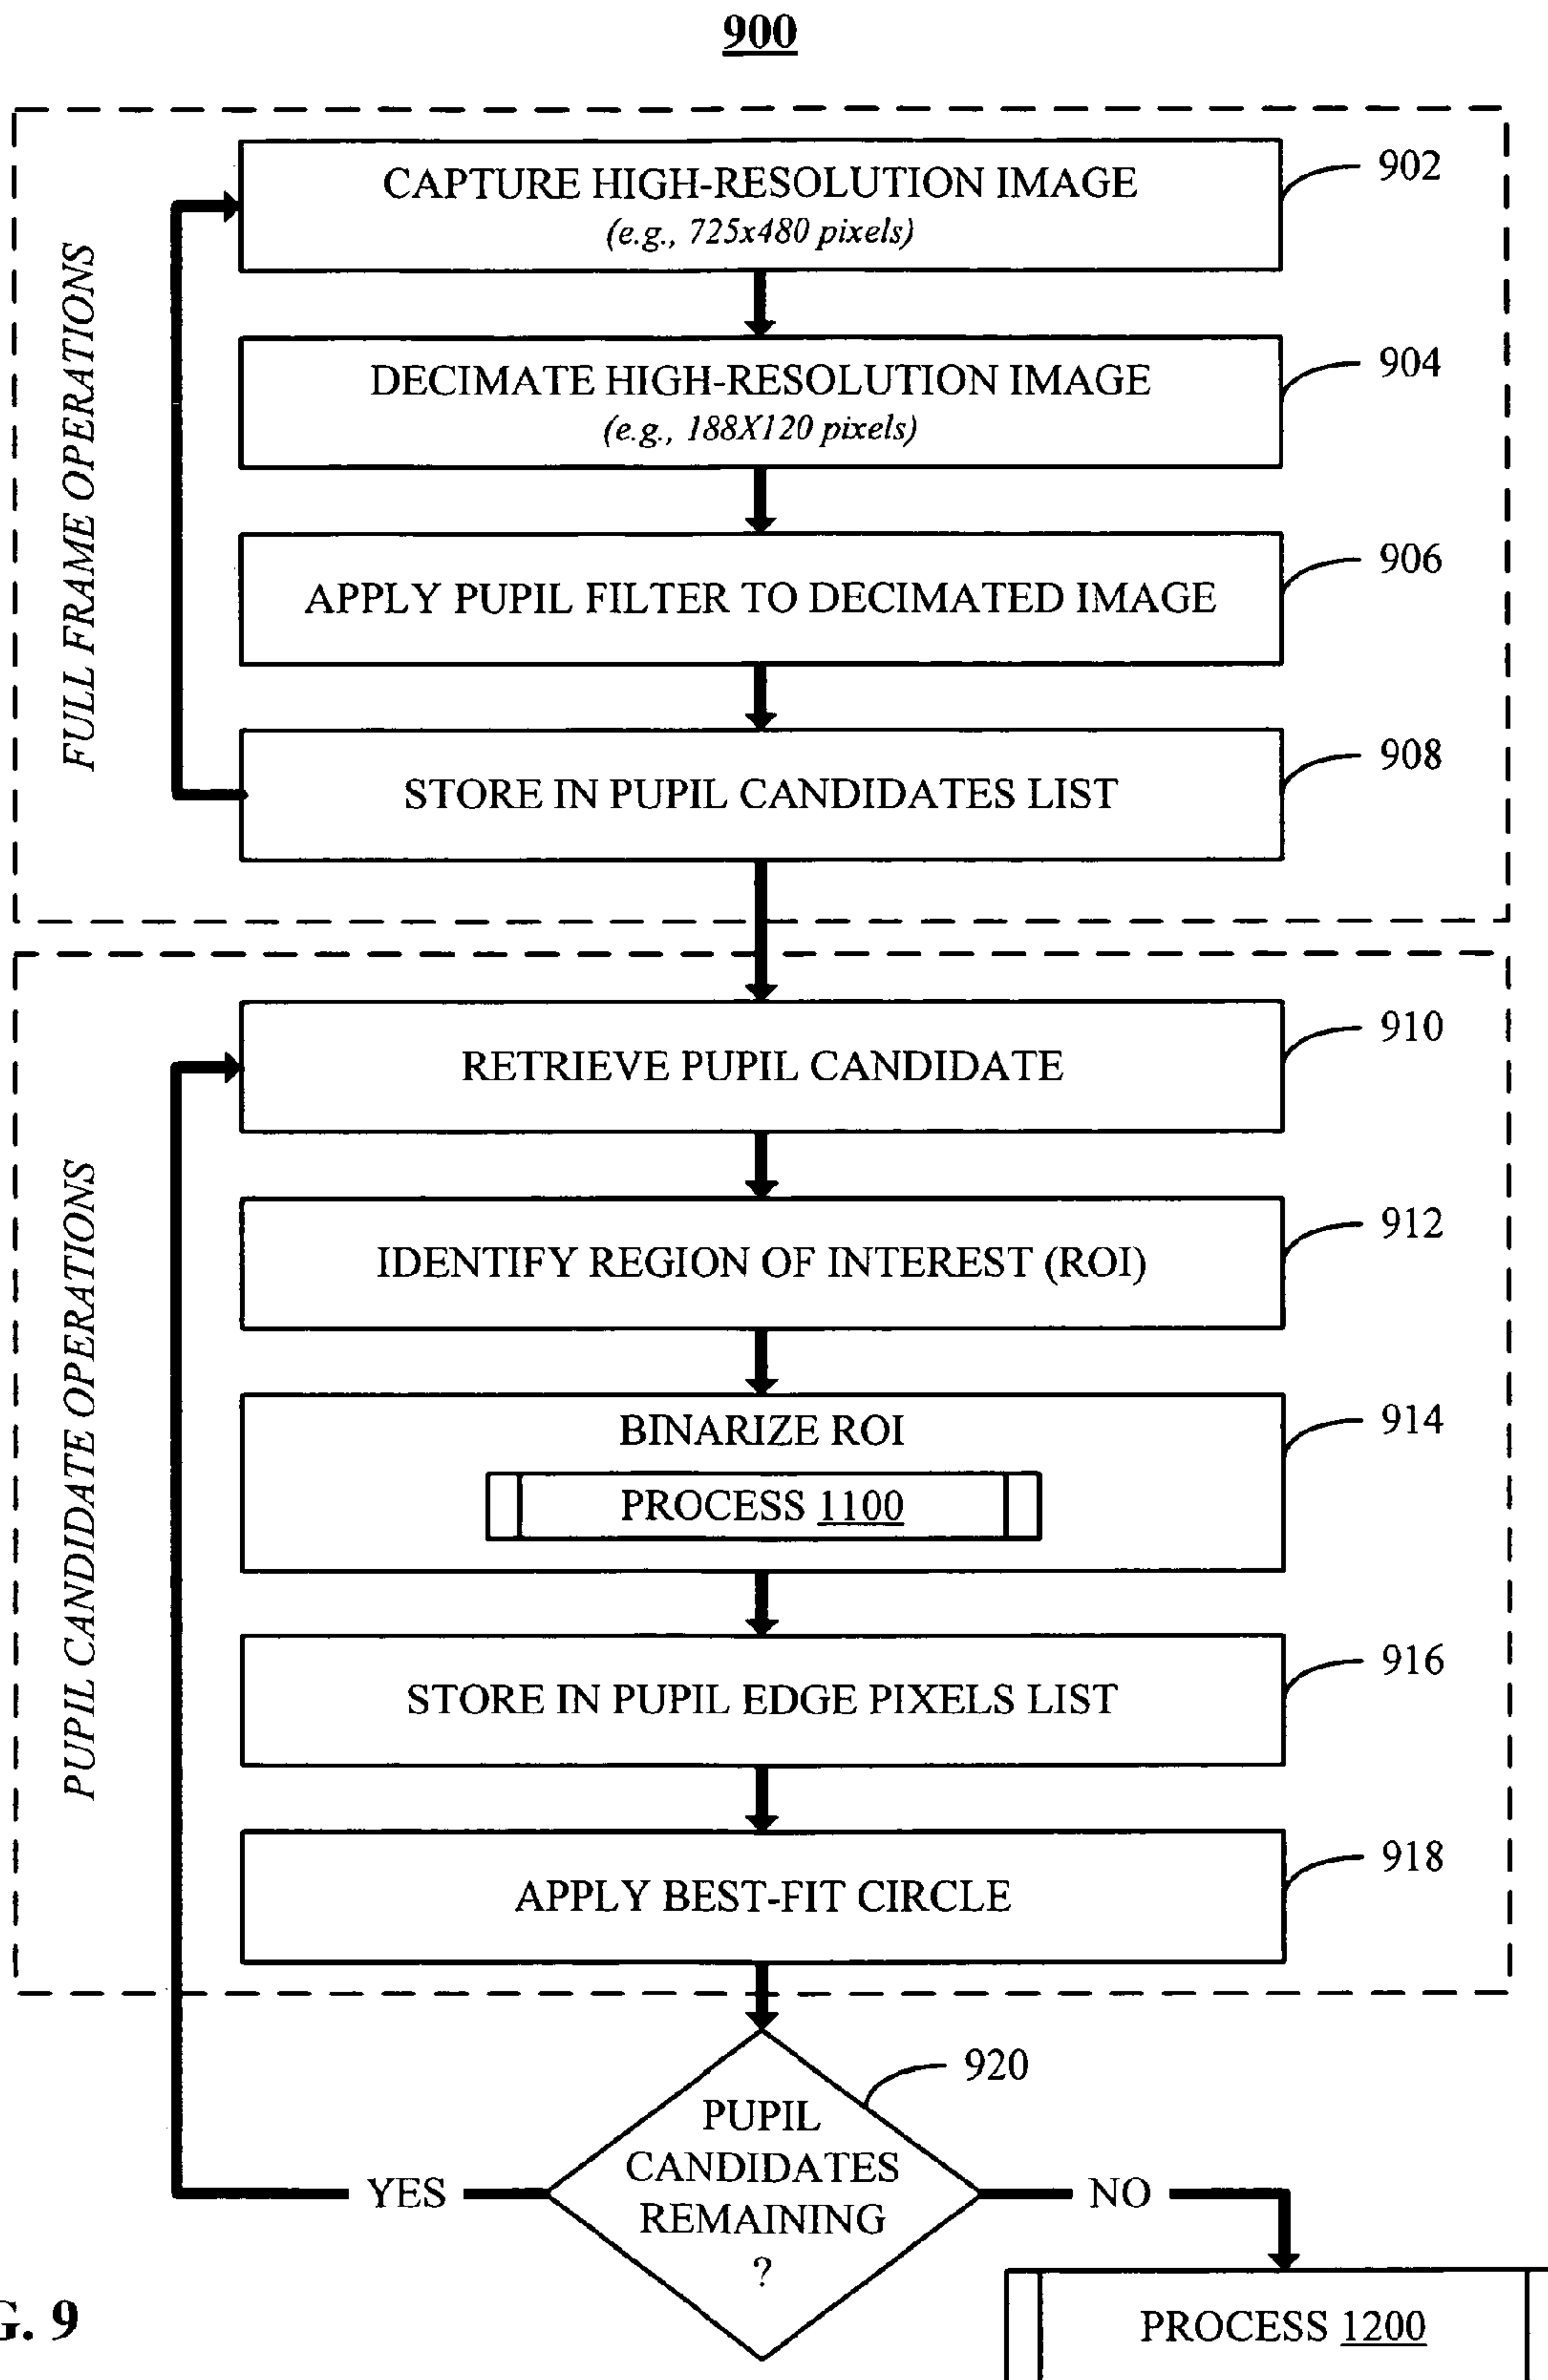 900
FULL FRAME OPERATIONS
CAPTURE HIGH-RESOLUTION IMAGE
(e.g., 725x480 pixels)
902
DECIMATE HIGH-RESOLUTION IMAGE
(e.g., 188X120 pixels)
904
APPLY PUPIL FILTER TO DECIMATED IMAGE
906
STORE IN PUPIL CANDIDATES LIST
908
PUPIL CANDIDATE OPERATIONS
RETRIEVE PUPIL CANDIDATE
910
IDENTIFY REGION OF INTEREST (ROI)
912
BINARIZE ROI
PROCESS 1100
914
STORE IN PUPIL EDGE PIXELS LIST
916
APPLY BEST-FIT CIRCLE
918
PUPIL
CANDIDATES
REMAINING
?
920
YES
NO
PROCESS 1200
G. 9